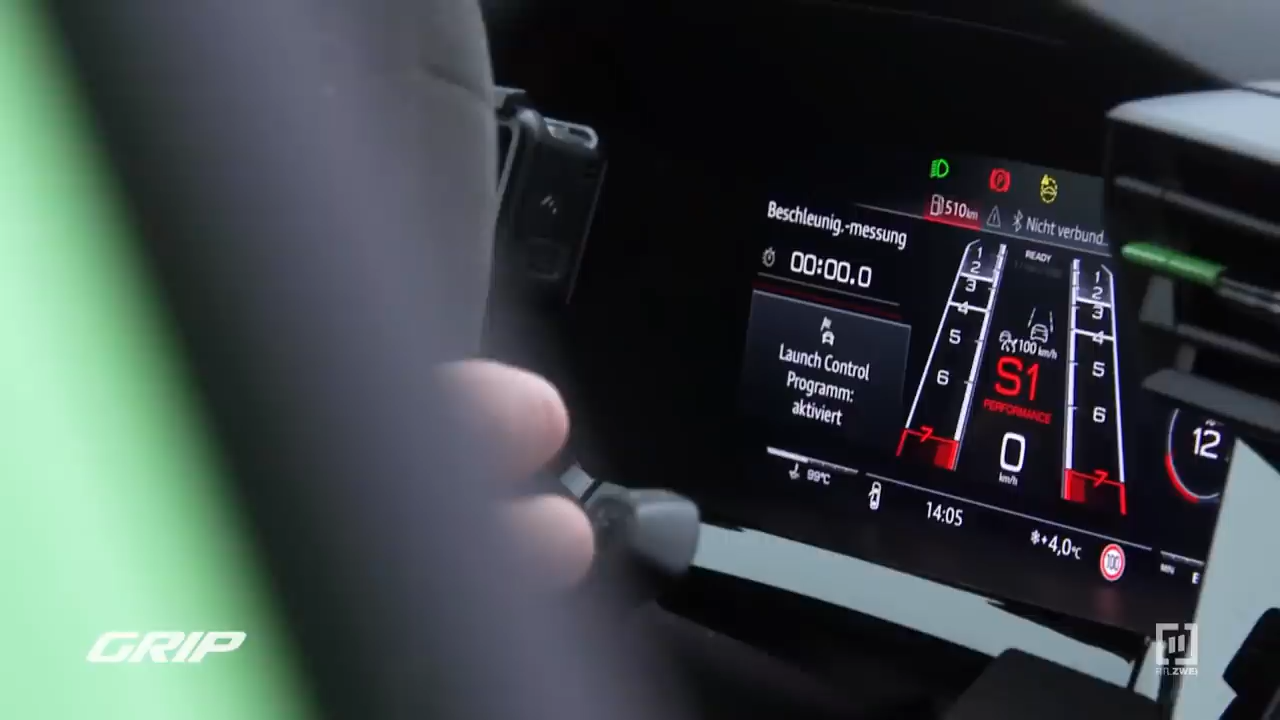 510km
Nicht verbund...
Beschleunig.-messung
00:00.0
READY
1
2
3
4
5
6
1
2
3
4
5
6
Launch Control
Programm:
aktiviert
100 km/h
S1
PERFORMANCE
0
km/h
12
99°C
14:05
+4,0°C
100
MIN
E
GRIP
RTLZWEI